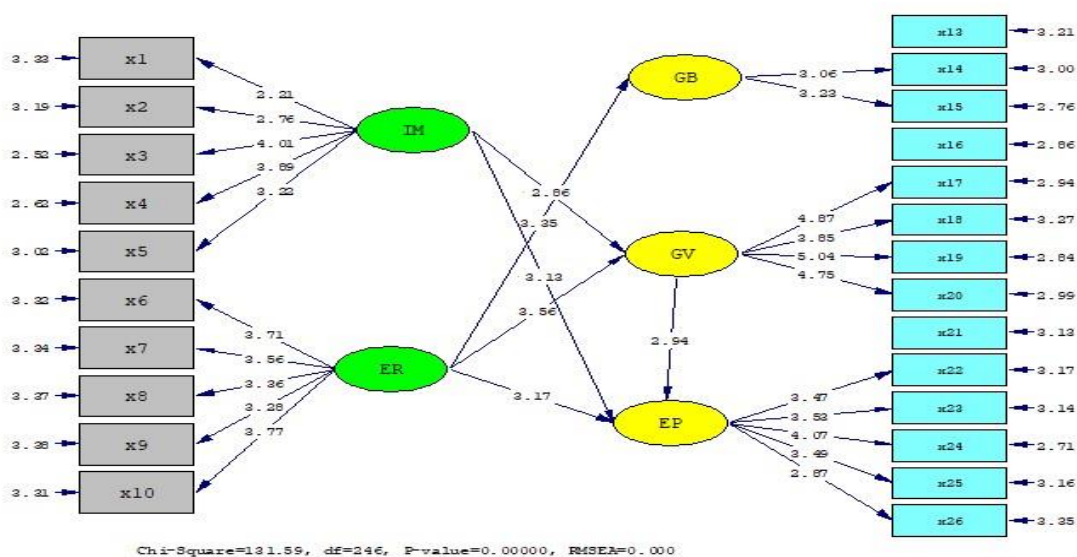 3.33 x1
3.19 x2
2.52 x3
2.62 x4
3.02 x5
3.32 x6
3.34 x7
3.37 x8
3.38 x9
3.31 x10
2.21
2.76
4.01
3.89
3.22
IM
3.71
3.56
3.36
3.28
3.77
ER
2.86
3.35
3.13
3.56
3.17
GB
GV
2.94
EP
3.06
3.23
4.87
3.85
5.04
4.75
3.47
3.53
4.07
3.49
2.87
x13 3.21
x14 3.00
x15 2.76
x16 2.86
x17 2.94
x18 3.27
x19 2.84
x20 2.99
x21 3.13
x22 3.17
x23 3.14
x24 2.71
x25 3.16
x26 3.35
Chi-Square=131.59, df=246, P-value=0.00000, RMSEA=0.000